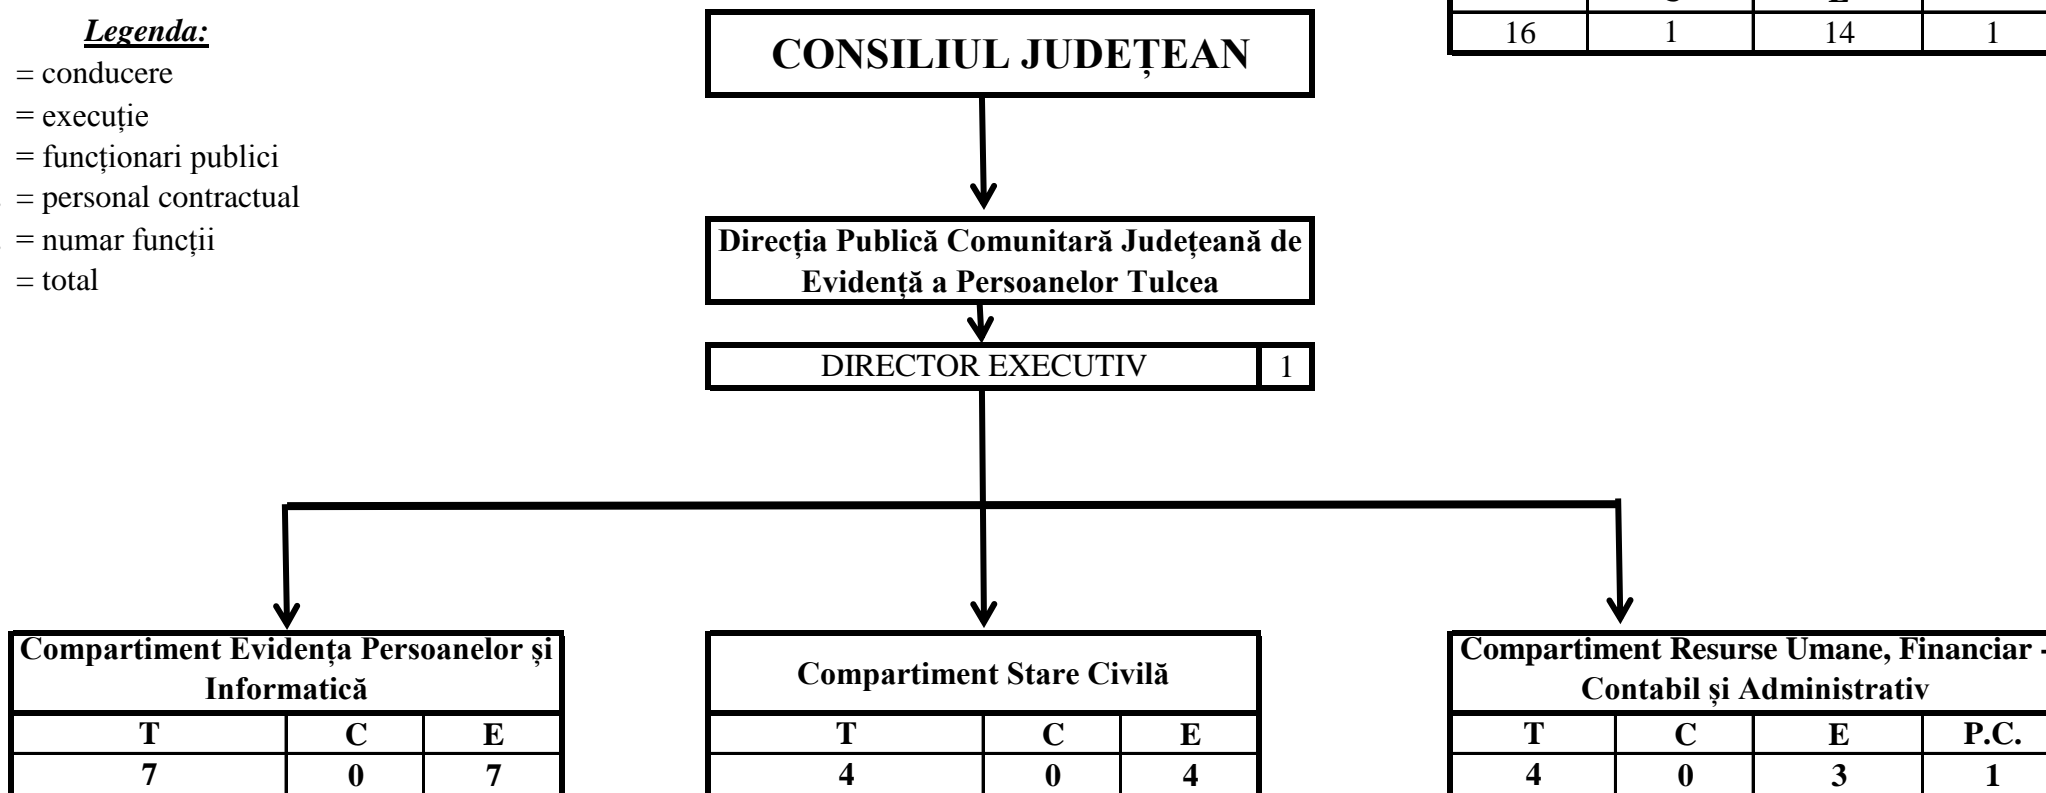 Legenda:
= conducere
= execuție
= funcționari publici
= personal contractual
= numar funcții
= total
16 1 14 1
CONSILIUL JUDEȚEAN
Direcția Publică Comunitară Județeană de
Evidență a Persoanelor Tulcea
DIRECTOR EXECUTIV 1
Compartiment Evidența Persoanelor și
Informatică
T C E
7 0 7
Compartiment Stare Civilă
T C E
4 0 4
Compartiment Resurse Umane, Financiar -
Contabil și Administrativ
T C E P.C.
4 0 3 1